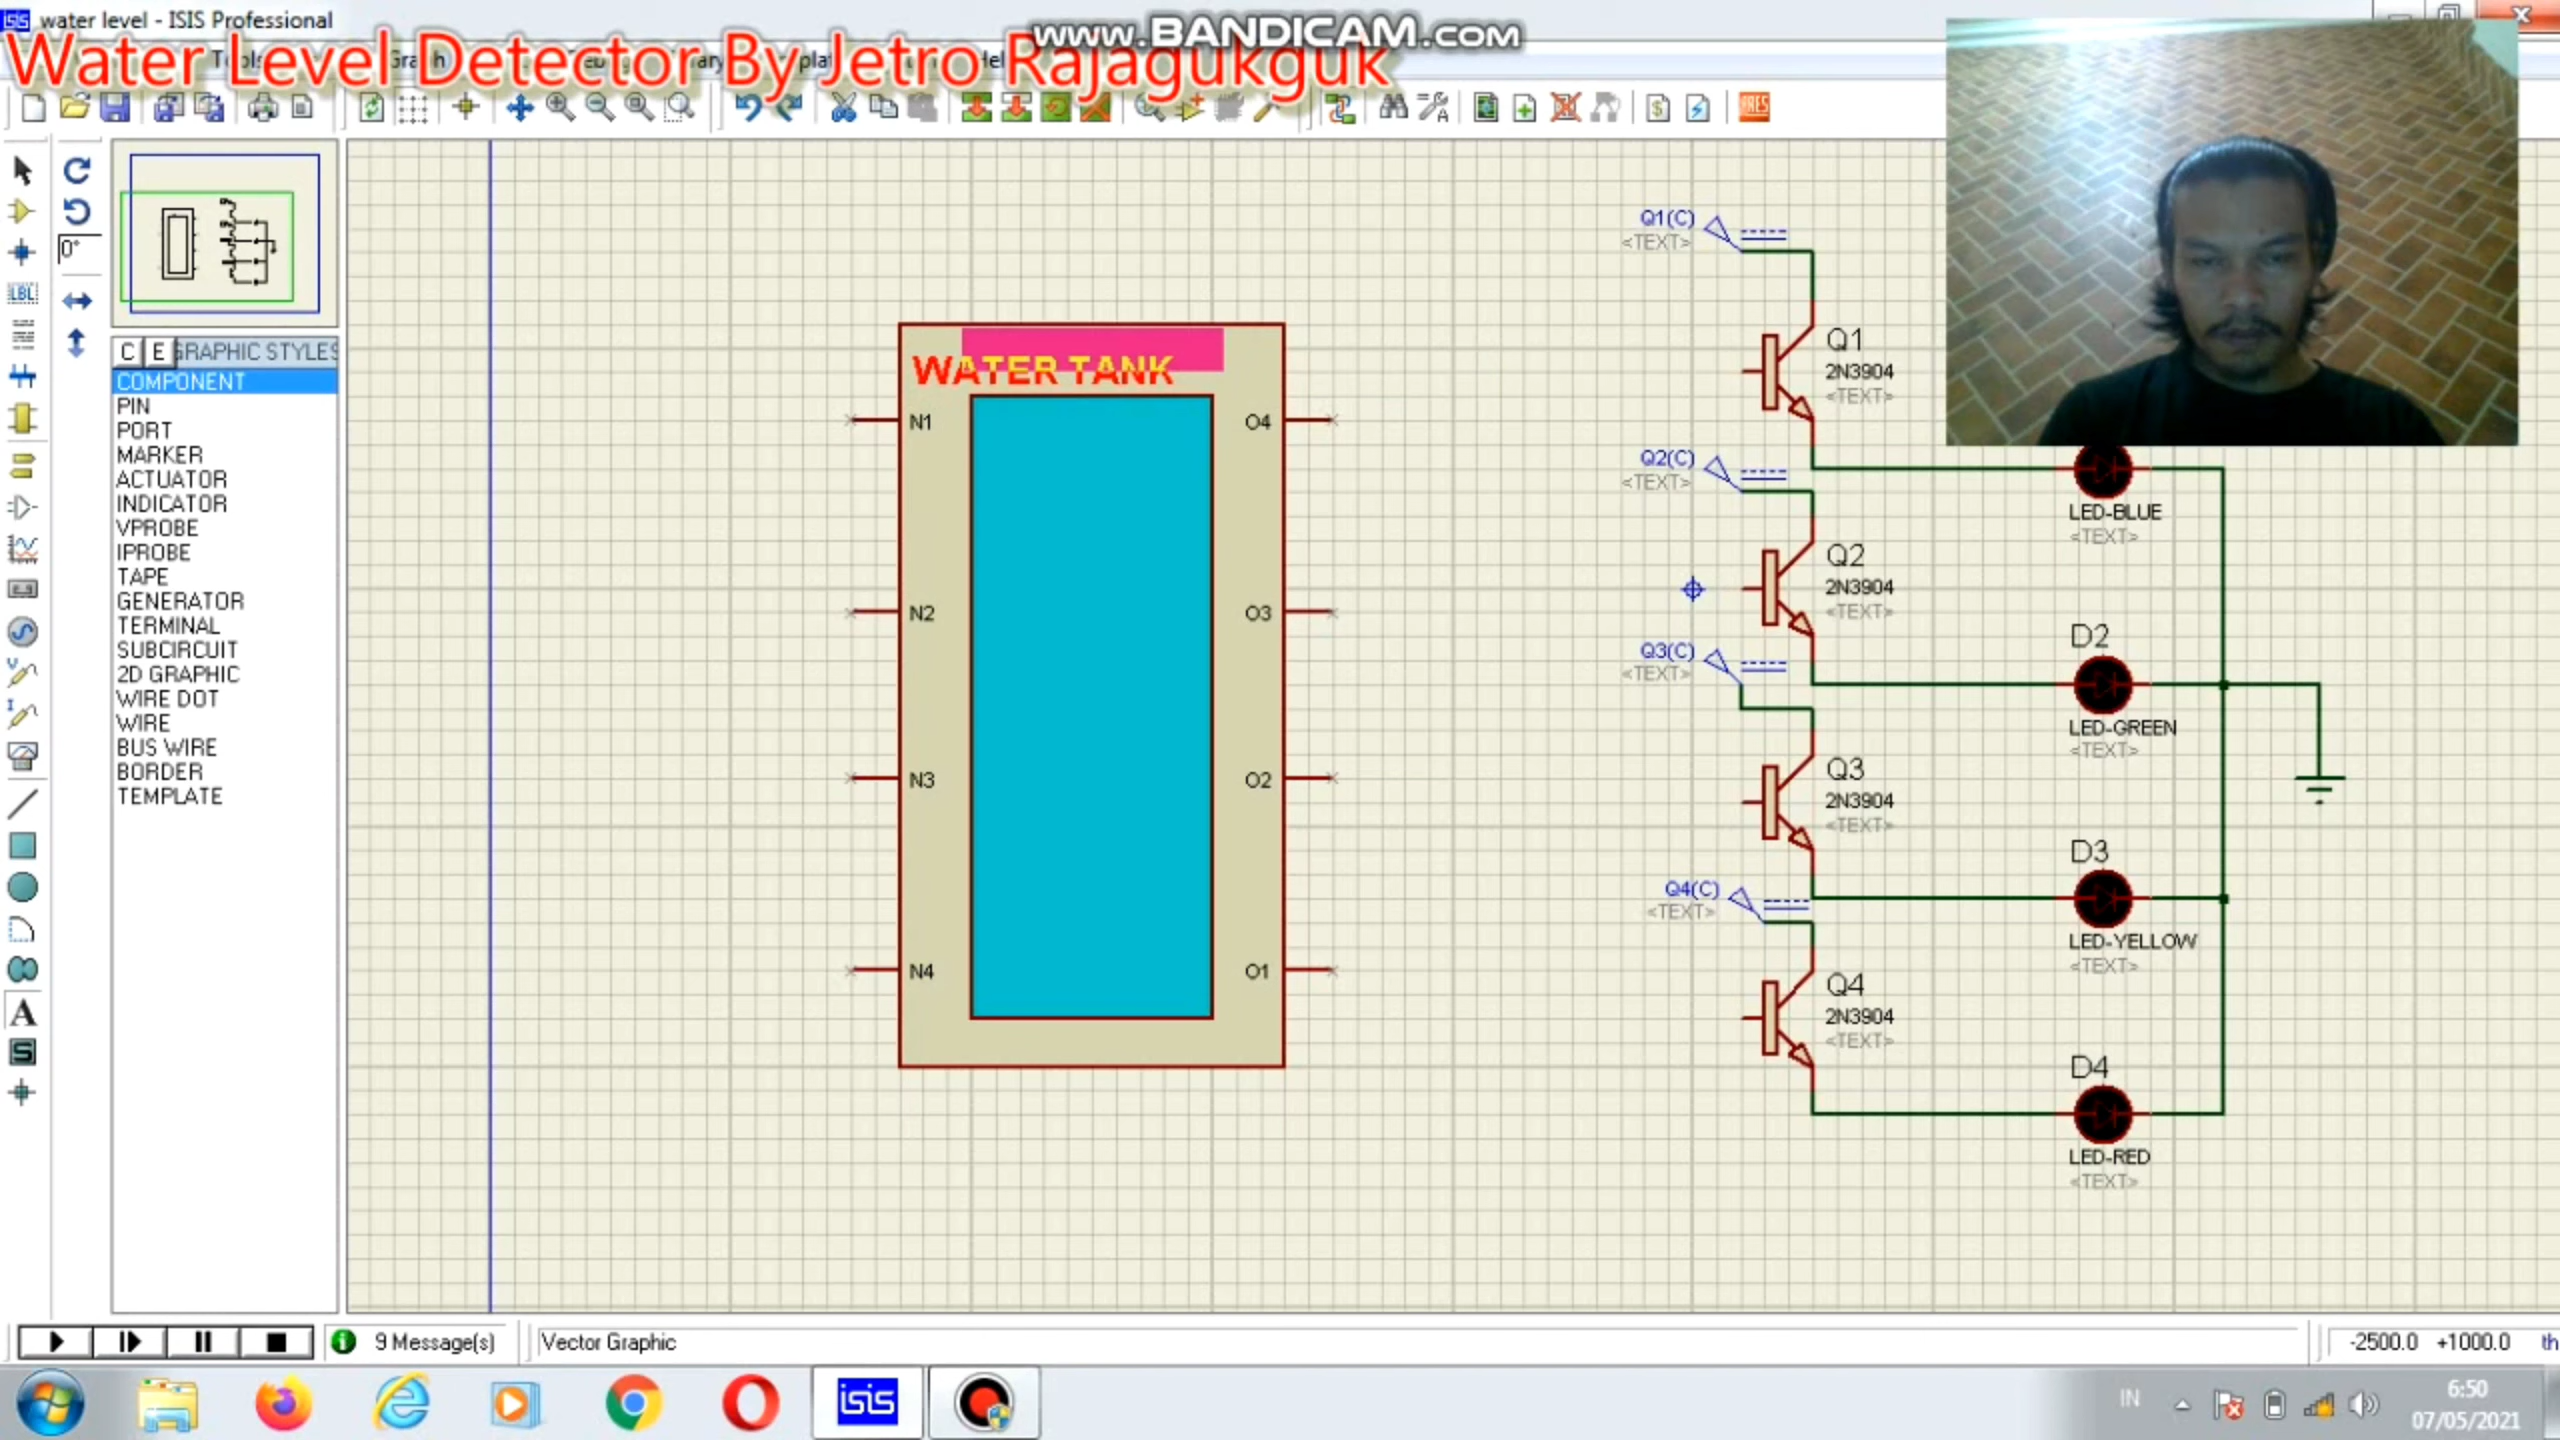 water level - ISIS Professional
www.BANDICAM.com
Water Level Detector By Jetro Rajagukguk
0°
C E GRAPHIC STYLES
COMPONENT
PIN
PORT
MARKER
ACTUATOR
INDICATOR
VPROBE
IPROBE
TAPE
GENERATOR
TERMINAL
SUBCIRCUIT
2D GRAPHIC
WIRE DOT
WIRE
BUS WIRE
BORDER
TEMPLATE
LBL
A
S
ARES
WATER TANK
N1
N2
N3
N4
O4
O3
O2
O1
Q1(C)
<TEXT>
Q1
2N3904
<TEXT>
Q2(C)
<TEXT>
LED-BLUE
<TEXT>
Q2
2N3904
<TEXT>
D2
Q3(C)
<TEXT>
LED-GREEN
<TEXT>
Q3
2N3904
<TEXT>
D3
Q4(C)
<TEXT>
LED-YELLOW
<TEXT>
Q4
2N3904
<TEXT>
D4
LED-RED
<TEXT>
9 Message(s)
Vector Graphic
-2500.0 +1000.0 th
isis
IN
6:50
07/05/2021